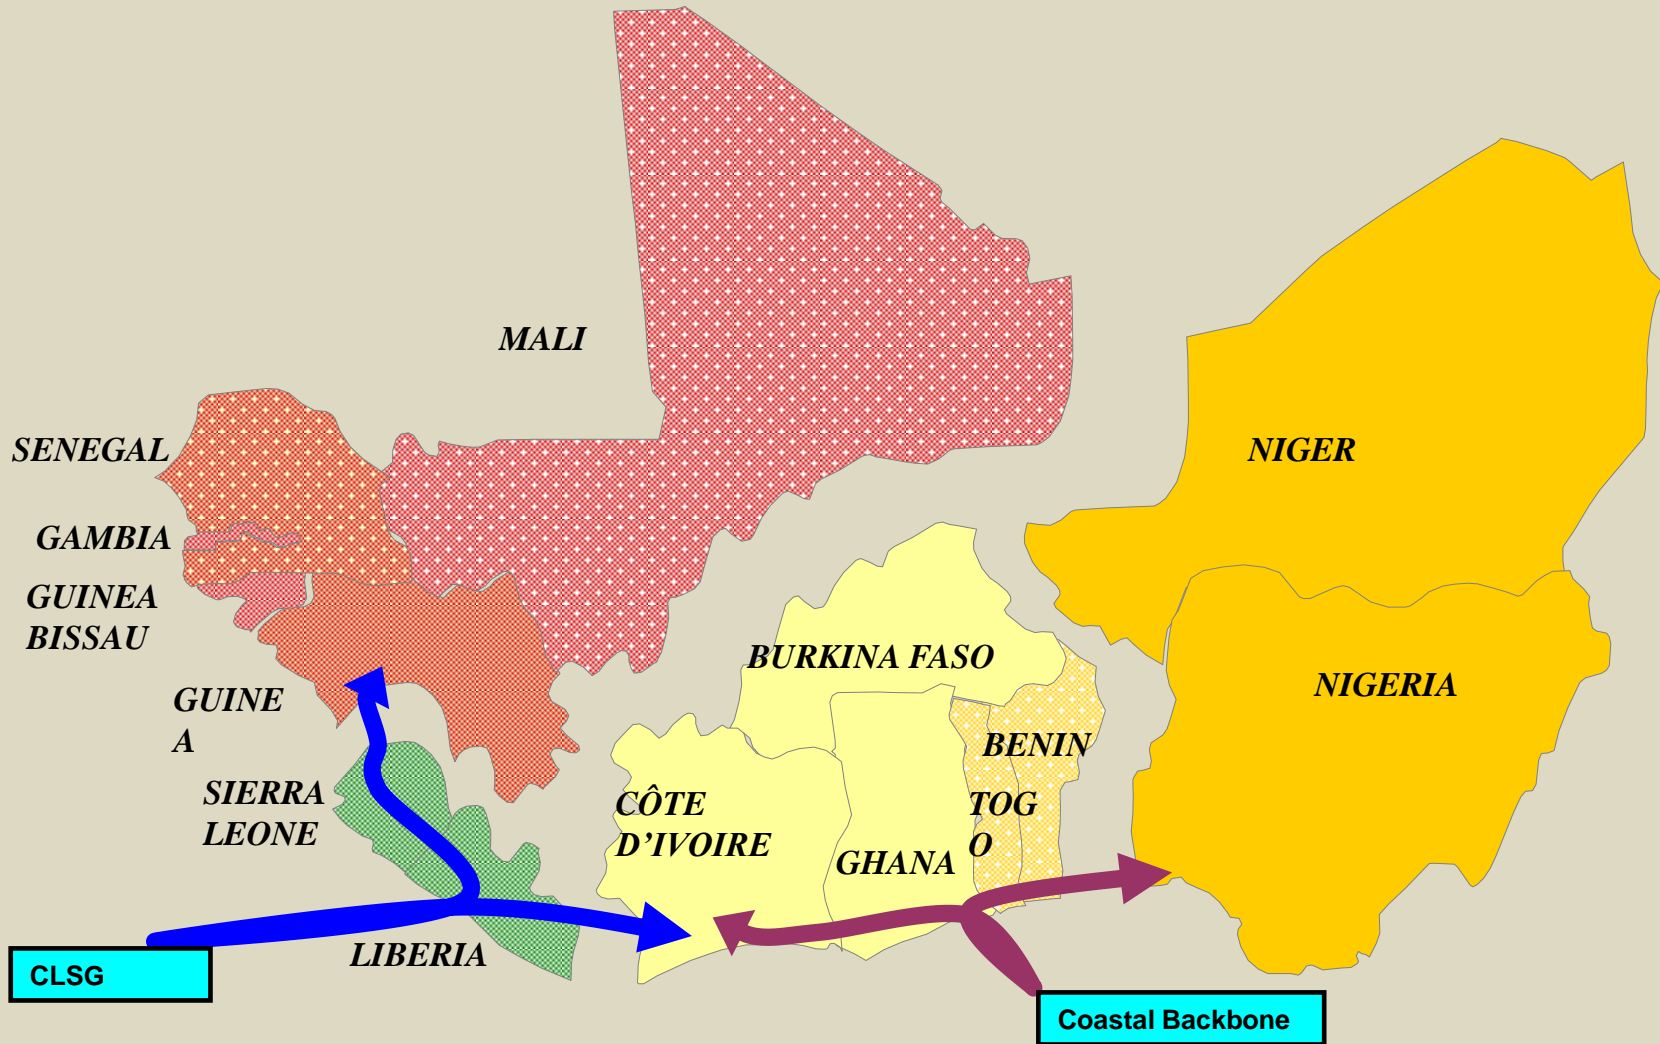 MALI
SENEGAL
NIGER
GAMBIA
GUINEA
BISSAU
BURKINA FASO
NIGERIA
GUINE
A
BENIN
SIERRA
LEONE
CÔTE
D’IVOIRE
TOG
O
GHANA
LIBERIA
CLSG
Coastal Backbone